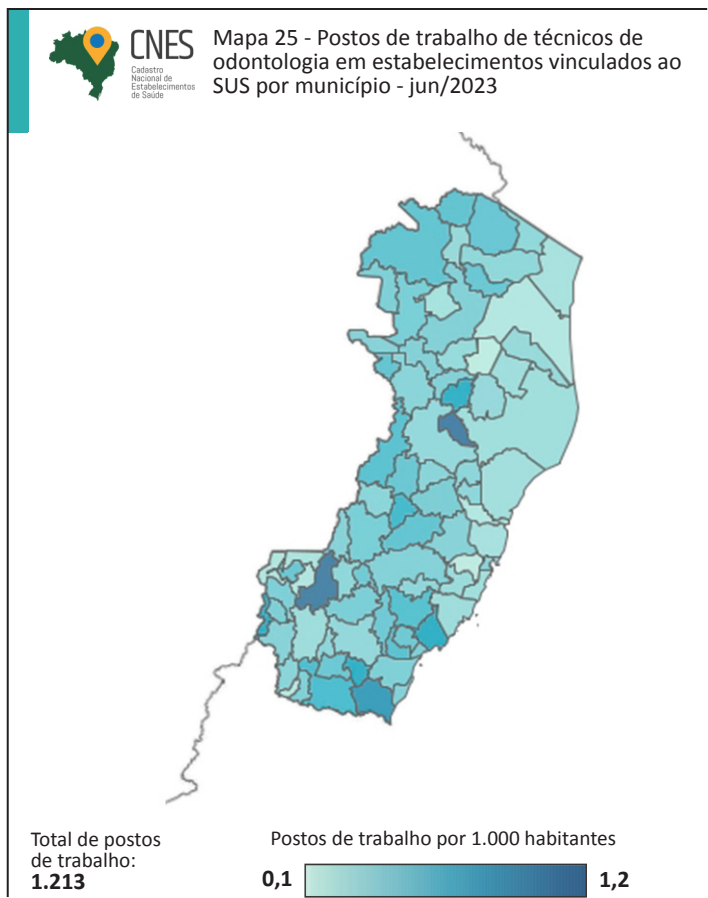 CNES
Cadastro
Nacional de
Estabelecimentos
de Saúde
Mapa 25 - Postos de trabalho de técnicos de
odontologia em estabelecimentos vinculados ao
SUS por município - jun/2023
Total de postos
de trabalho:
1.213
Postos de trabalho por 1.000 habitantes
0,1
1,2